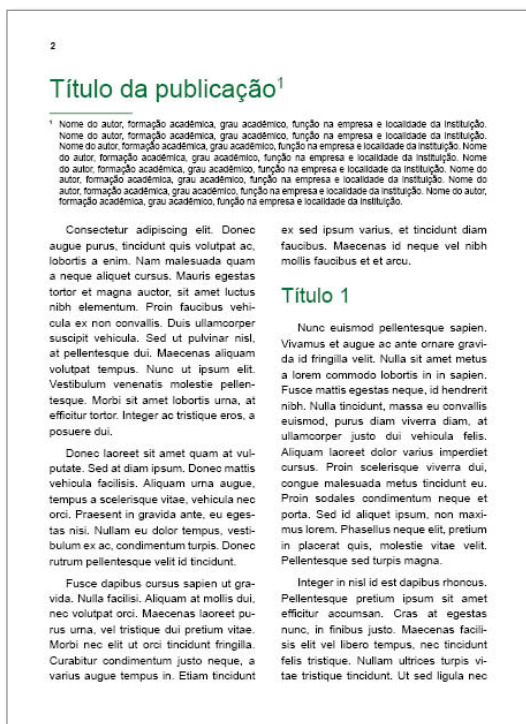 2
Título da publicação¹
¹ Nome do autor, formação acadêmica, grau acadêmico, função na empresa e localidade da instituição.
Nome do autor, formação acadêmica, grau acadêmico, função na empresa e localidade da instituição.
Nome do autor, formação acadêmica, grau acadêmico, função na empresa e localidade da instituição. Nome
do autor, formação acadêmica, grau acadêmico, função na empresa e localidade da instituição. Nome
do autor, formação acadêmica, grau acadêmico, função na empresa e localidade da instituição. Nome do
autor, formação acadêmica, grau acadêmico, função na empresa e localidade da instituição. Nome do
autor, formação acadêmica, grau acadêmico, função na empresa e localidade da instituição. Nome do autor,
formação acadêmica, grau acadêmico, função na empresa e localidade da instituição.
Consectetur adipiscing elit. Donec
augue purus, tincidunt quis volutpat ac,
lobortis a enim. Nam malesuada quam
a neque aliquet cursus. Mauris egestas
tortor et magna auctor, sit amet luctus
nibh elementum. Proin faucibus vehi-
cula ex non convallis. Duis ullamcorper
suscipit vehicula. Sed ut pulvinar nisl,
at pellentesque dui. Maecenas aliquam
volutpat tempus. Nunc ut ipsum elit.
Vestibulum venenatis molestie pellen-
tesque. Morbi sit amet lobortis urna, at
efficitur tortor. Integer ac tristique eros, a
posuere dui.
Donec laoreet sit amet quam at vul-
putate. Sed at diam ipsum. Donec mattis
vehicula facilisis. Aliquam urna augue,
tempus a scelerisque vitae, vehicula nec
orci. Praesent in gravida ante, eu eges-
tas nisi. Nullam eu dolor tempus, vesti-
bulum ex ac, condimentum turpis. Donec
rutrum pellentesque velit id tincidunt.
Fusce dapibus cursus sapien ut gra-
vida. Nulla facilisi. Aliquam at mollis dui,
nec volutpat orci. Maecenas laoreet pu-
rus urna, vel tristique dui pretium vitae.
Morbi nec elit ut orci tincidunt fringilla.
Curabitur condimentum justo neque, a
varius augue tempus in. Etiam tincidunt
ex sed ipsum varius, et tincidunt diam
faucibus. Maecenas id neque vel nibh
mollis faucibus et et arcu.
Título 1
Nunc euismod pellentesque sapien.
Vivamus et augue ac ante ornare gravi-
da id fringilla velit. Nulla sit amet metus
a lorem commodo lobortis in in sapien.
Fusce mattis egestas neque, id hendrerit
nibh. Nulla tincidunt, massa eu convallis
euismod, purus diam viverra diam, at
ullamcorper justo dui vehicula felis.
Aliquam laoreet dolor varius imperdiet
cursus. Proin scelerisque viverra dui,
congue malesuada metus tincidunt eu.
Proin sodales condimentum neque et
porta. Sed id aliquet ipsum, non maxi-
mus lorem. Phasellus neque elit, pretium
in placerat quis, molestie vitae velit.
Pellentesque sed turpis magna.
Integer in nisl id est dapibus rhoncus.
Pellentesque pretium ipsum sit amet
efficitur accumsan. Cras at egestas
nunc, in finibus justo. Maecenas facili-
sis elit vel libero tempus, nec tincidunt
felis tristique. Nullam ultrices turpis vi-
tae tristique tincidunt. Ut sed ligula nec